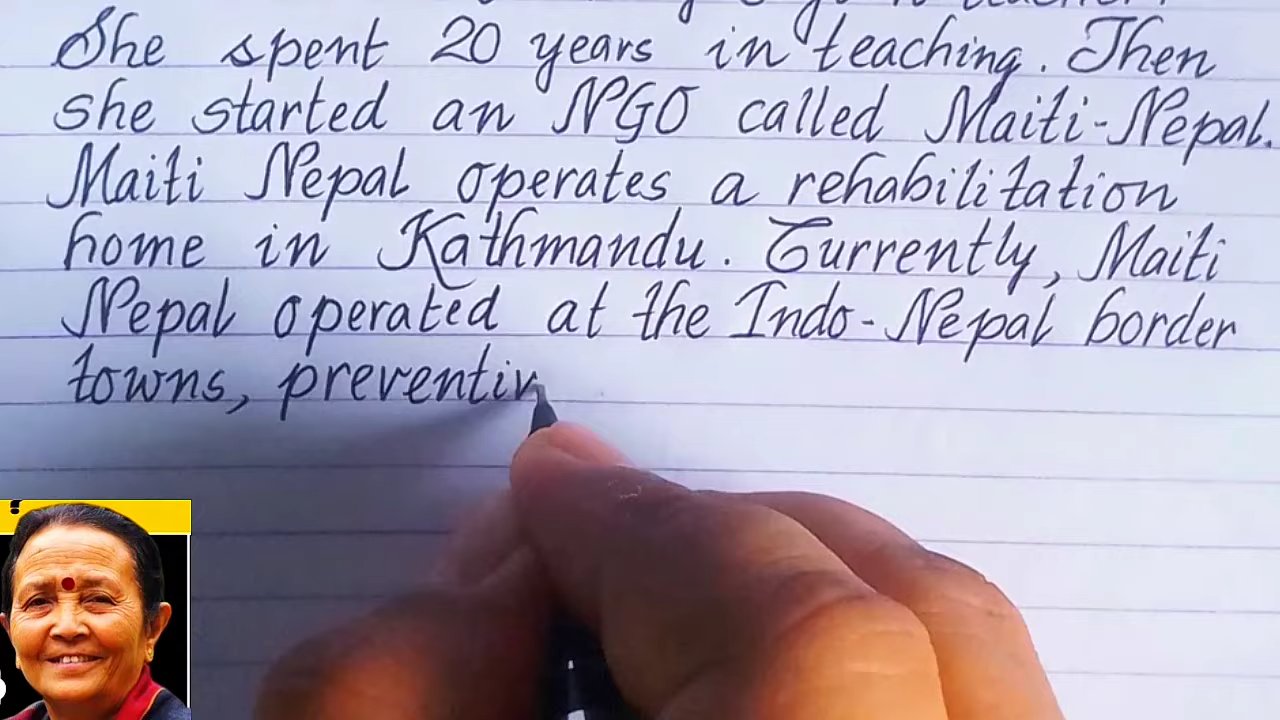 She spent 20 years in teaching. Then
she started an NGO called Maiti-Nepal.
Maiti Nepal operates a rehabilitation
home in Kathmandu. Currently, Maiti
Nepal operated at the Indo-Nepal border
towns, preventiv